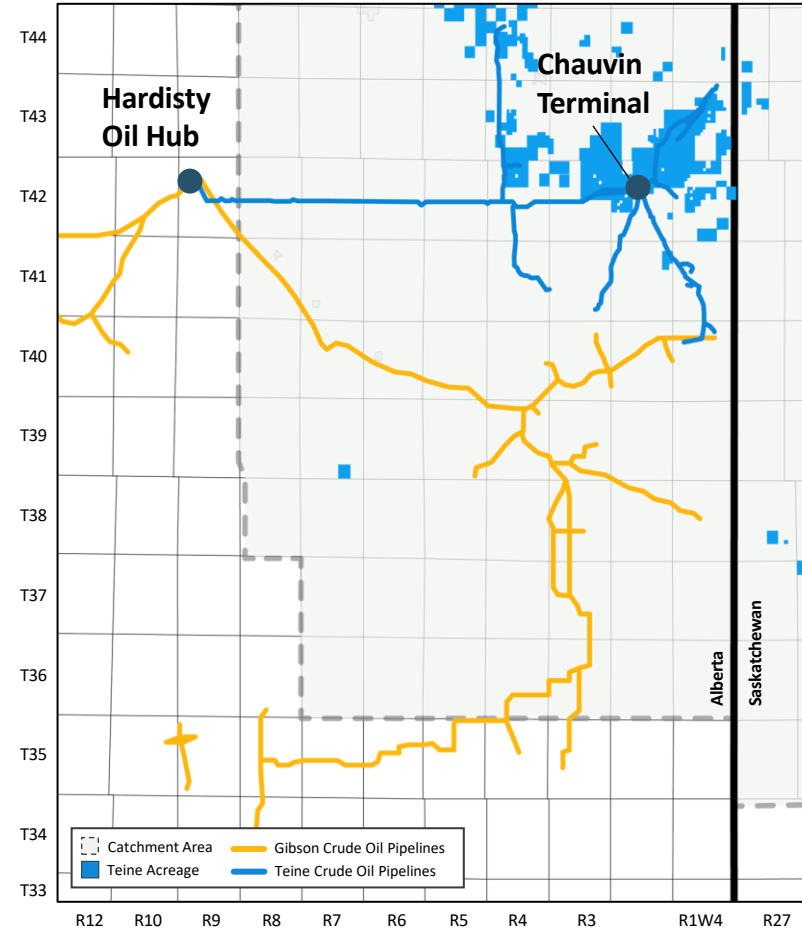 T44
Chauvin
Terminal
T43
Hardisty
Oil Hub
T42
T41
T40
T39
T38
T37
T36
Alberta
Saskatchewan
T35
T34
Catchment Area
Gibson Crude Oil Pipelines
Teine Acreage
Teine Crude Oil Pipelines
T33
R12
R10
R9
R8
R7
R6
R5
R4
R3
R1W4
R27